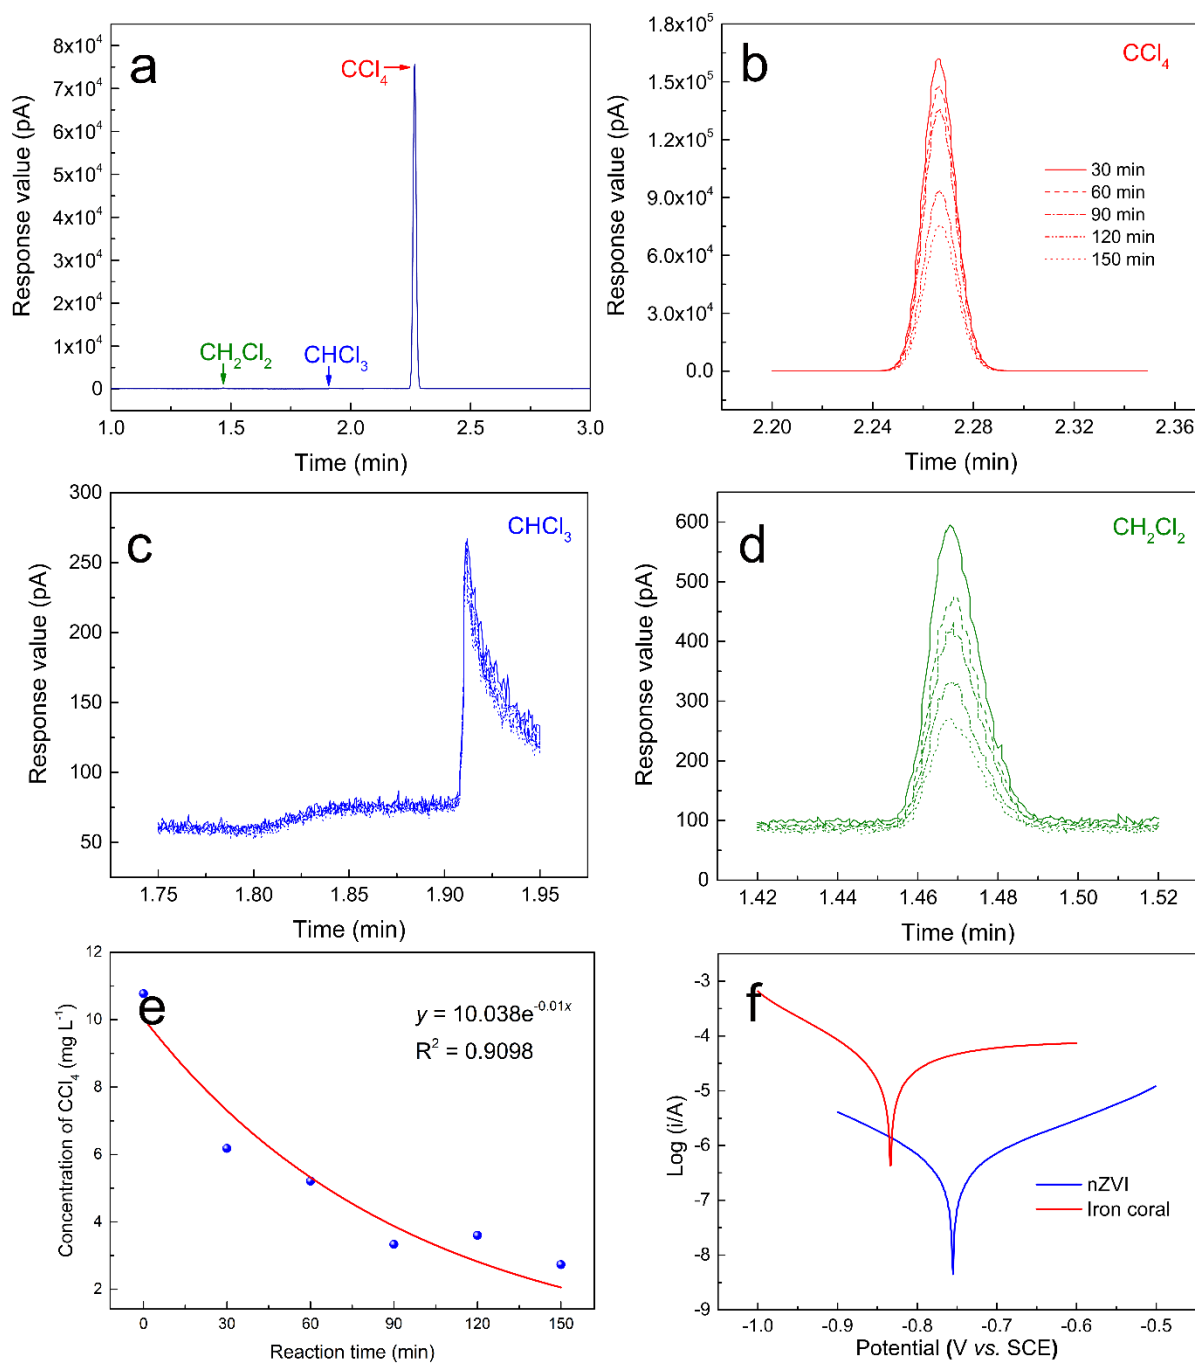 a
8x10⁴
7x10⁴
6x10⁴
5x10⁴
4x10⁴
3x10⁴
2x10⁴
1x10⁴
0
Response value (pA)
CCl₄
CH₂Cl₂
CHCl₃
1.0 1.5 2.0 2.5 3.0
Time (min)
b
CCl₄
1.8x10⁵
1.5x10⁵
1.2x10⁵
9.0x10⁴
6.0x10⁴
3.0x10⁴
0.0
Response value (pA)
30 min
60 min
90 min
120 min
150 min
2.20 2.24 2.28 2.32 2.36
Time (min)
c
CHCl₃
300
250
200
150
100
50
Response value (pA)
1.75 1.80 1.85 1.90 1.95
Time (min)
d
CH₂Cl₂
600
500
400
300
200
100
0
Response value (pA)
1.42 1.44 1.46 1.48 1.50 1.52
Time (min)
e
y = 10.038e⁻⁰·⁰¹ˣ
R² = 0.9098
12
10
8
6
4
2
Concentration of CCl₄ (mg L⁻¹)
0 30 60 90 120 150
Reaction time (min)
f
-3
-4
-5
-6
-7
-8
-9
Log (i/A)
nZVI
Iron coral
-1.0 -0.9 -0.8 -0.7 -0.6 -0.5
Potential (V vs. SCE)